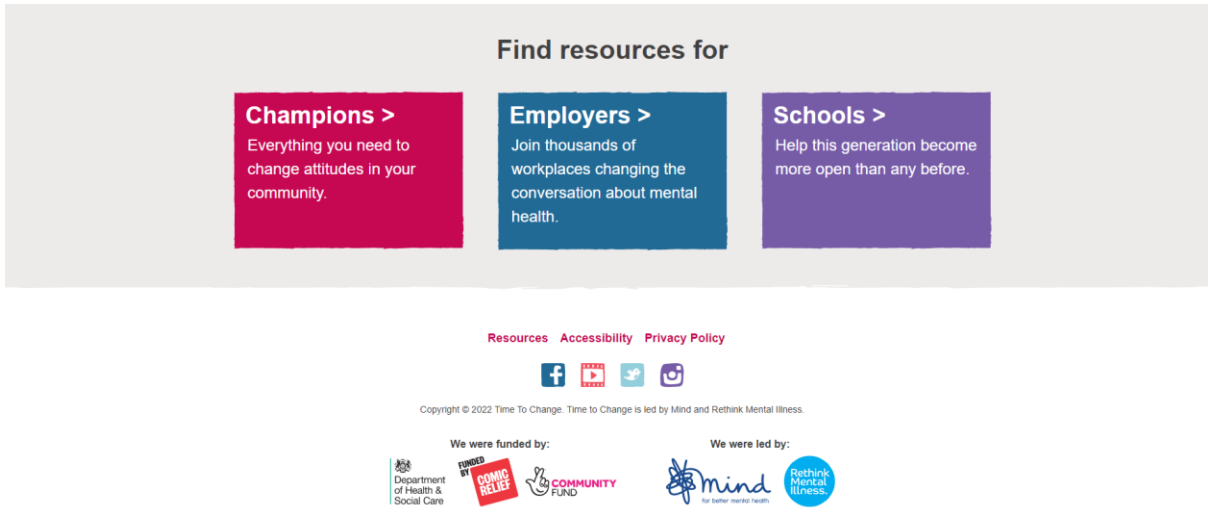 Find resources for
Champions >
Everything you need to
change attitudes in your
community.
Employers >
Join thousands of
workplaces changing the
conversation about mental
health.
Schools >
Help this generation become
more open than any before.
Resources Accessibility Privacy Policy
Copyright © 2022 Time To Change. Time to Change is led by Mind and Rethink Mental Illness.
We were funded by:
Department
of Health &
Social Care
FUNDED
BY
COMIC
RELIEF
COMMUNITY
FUND
We were led by:
mind
for better mental health
Rethink
Mental
Illness.